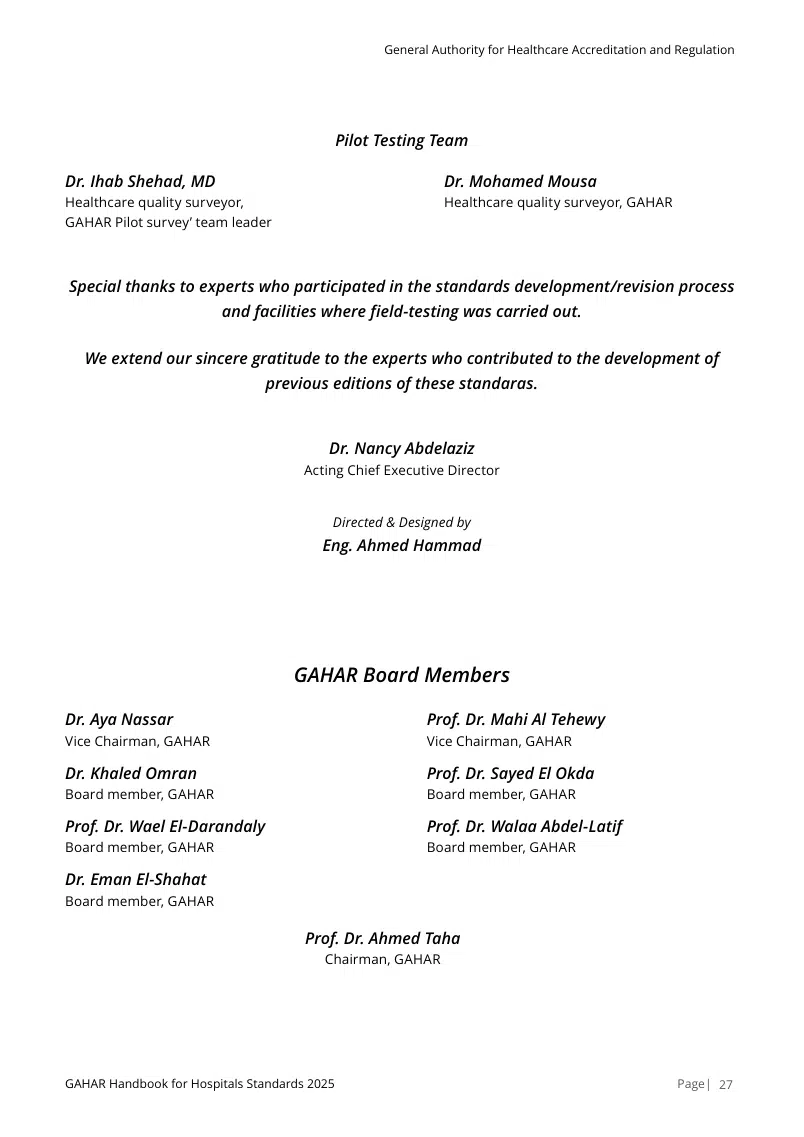 General Authority for Healthcare Accreditation and Regulation
Pilot Testing Team
Dr. Ihab Shehad, MD
Healthcare quality surveyor,
GAHAR Pilot survey’ team leader
Dr. Mohamed Mousa
Healthcare quality surveyor, GAHAR
Special thanks to experts who participated in the standards development/revision process
and facilities where field-testing was carried out.
We extend our sincere gratitude to the experts who contributed to the development of
previous editions of these standaras.
Dr. Nancy Abdelaziz
Acting Chief Executive Director
Directed & Designed by
Eng. Ahmed Hammad
GAHAR Board Members
Dr. Aya Nassar
Vice Chairman, GAHAR
Prof. Dr. Mahi Al Tehewy
Vice Chairman, GAHAR
Dr. Khaled Omran
Board member, GAHAR
Prof. Dr. Sayed El Okda
Board member, GAHAR
Prof. Dr. Wael El-Darandaly
Board member, GAHAR
Prof. Dr. Walaa Abdel-Latif
Board member, GAHAR
Dr. Eman El-Shahat
Board member, GAHAR
Prof. Dr. Ahmed Taha
Chairman, GAHAR
GAHAR Handbook for Hospitals Standards 2025
Page| 27